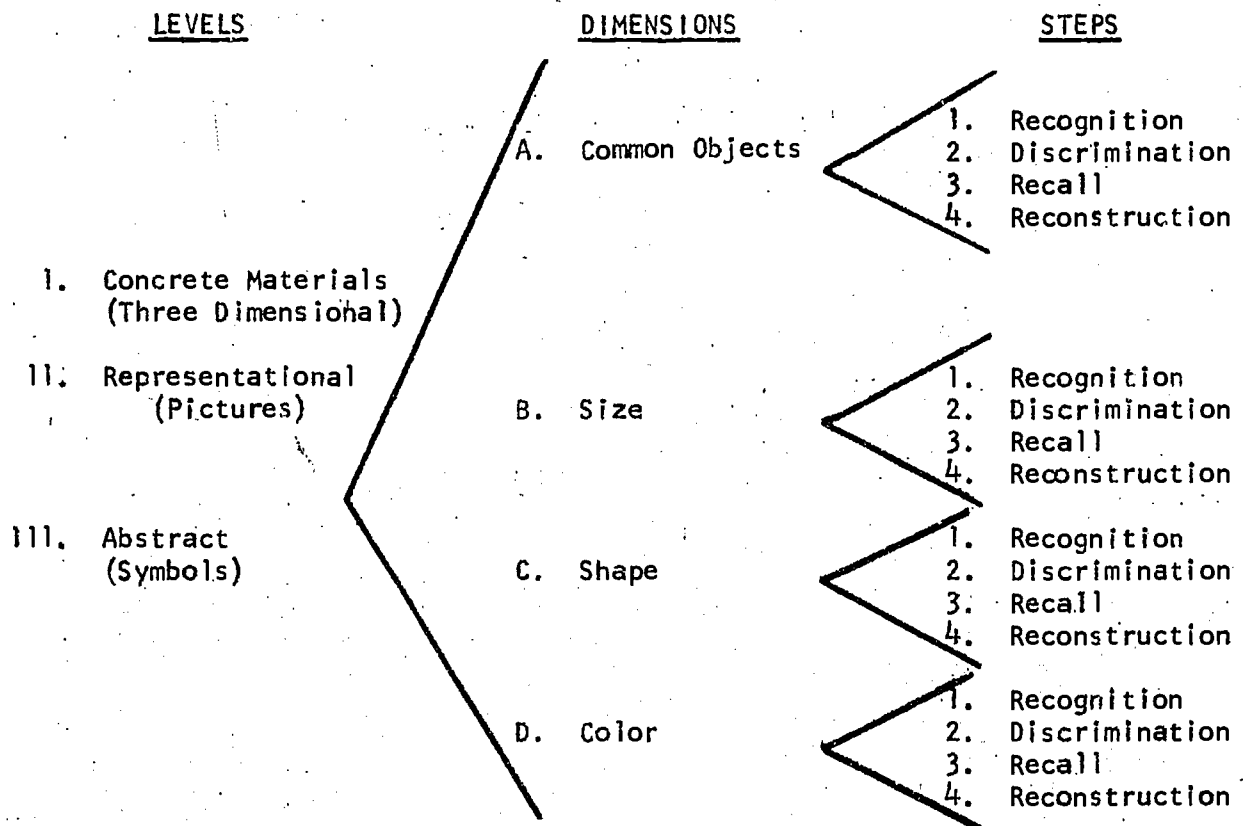 LEVELS DIMENSIONS STEPS
A. Common Objects
1. Recognition
2. Discrimination
3. Recall
4. Reconstruction
I. Concrete Materials
(Three Dimensional)
II. Representational
(Pictures)
B. Size
1. Recognition
2. Discrimination
3. Recall
4. Reconstruction
III. Abstract
(Symbols)
C. Shape
1. Recognition
2. Discrimination
3. Recall
4. Reconstruction
D. Color
1. Recognition
2. Discrimination
3. Recall
4. Reconstruction